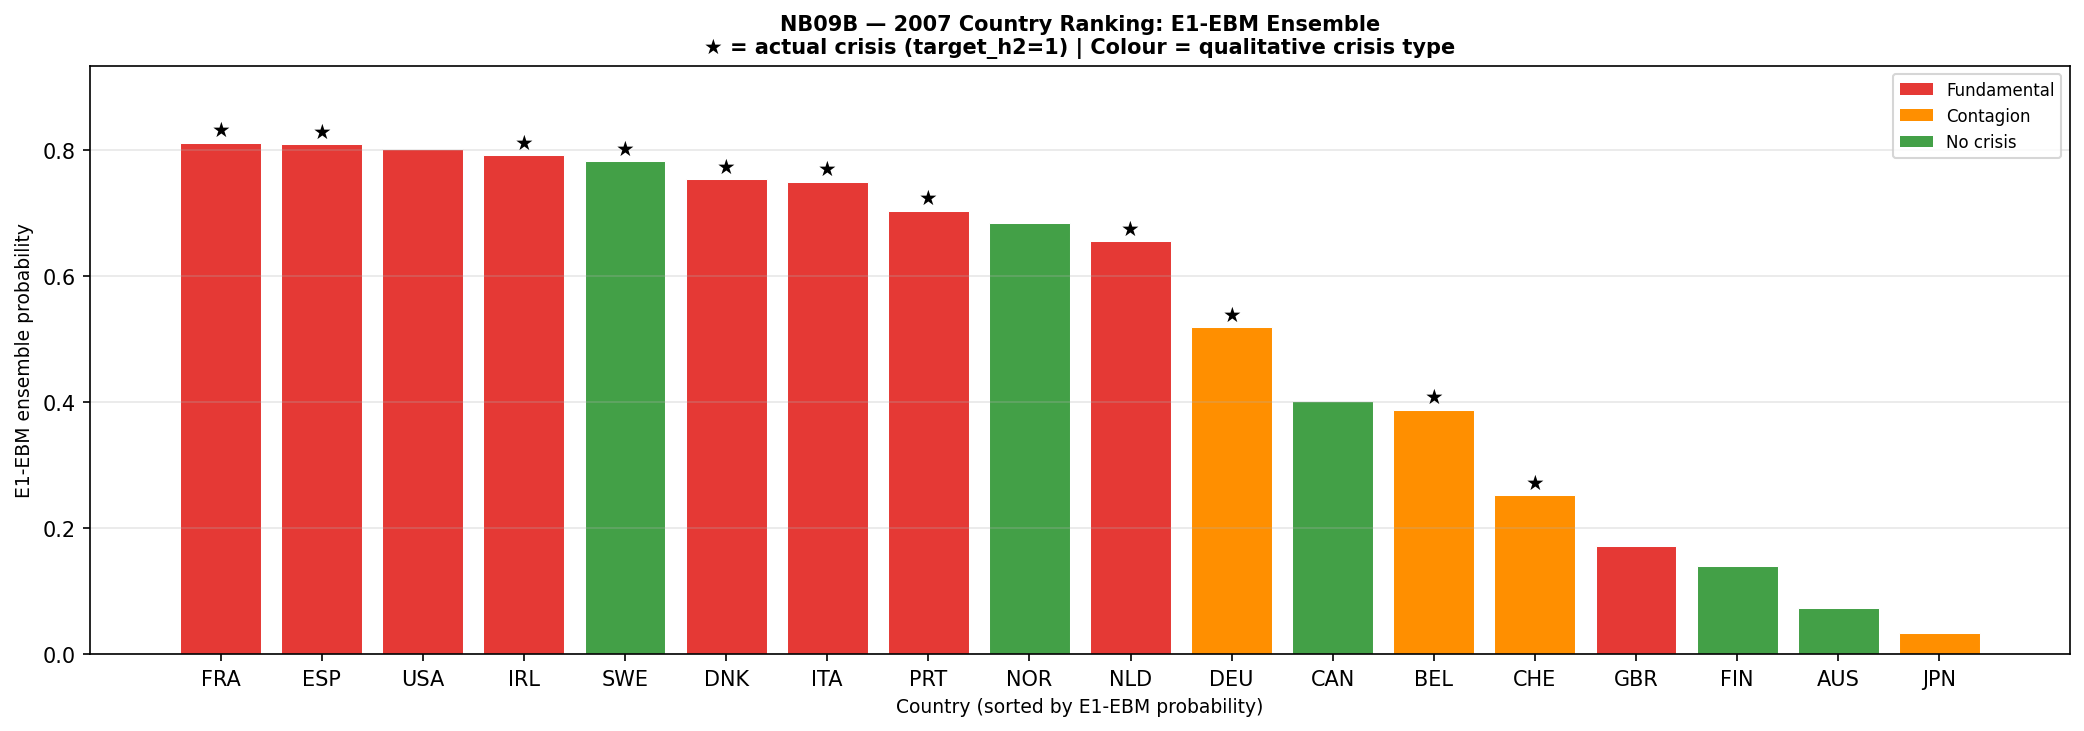 NB09B — 2007 Country Ranking: E1-EBM Ensemble
★ = actual crisis (target_h2=1) | Colour = qualitative crisis type
Fundamental
Contagion
No crisis
E1-EBM ensemble probability
0.8
0.6
0.4
0.2
0.0
FRA ESP USA IRL SWE DNK ITA PRT NOR NLD DEU CAN BEL CHE GBR FIN AUS JPN
Country (sorted by E1-EBM probability)